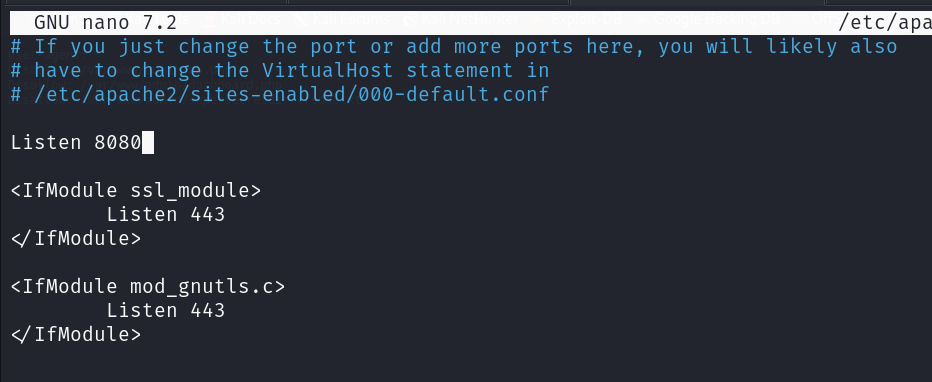 GNU nano 7.2 /etc/apa
# If you just change the port or add more ports here, you will likely also
# have to change the VirtualHost statement in
# /etc/apache2/sites-enabled/000-default.conf
Listen 8080
<IfModule ssl_module>
Listen 443
</IfModule>
<IfModule mod_gnutls.c>
Listen 443
</IfModule>